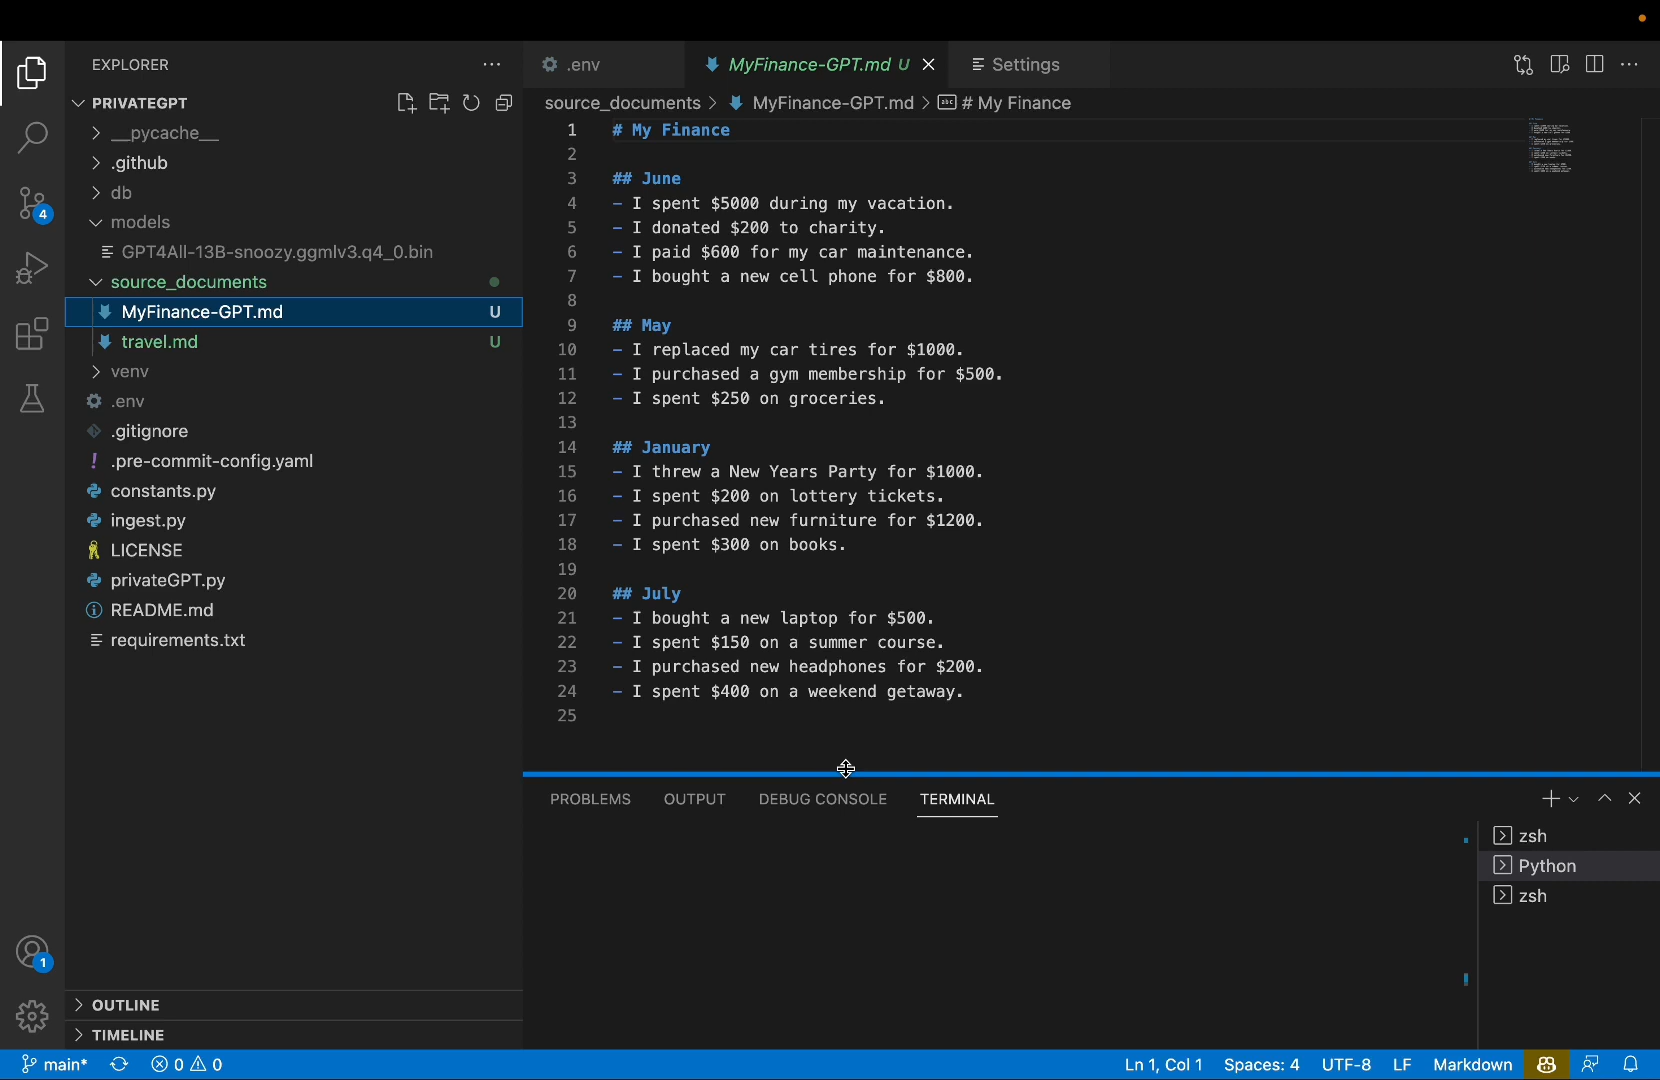 EXPLORER
PRIVATEGPT
__pycache__
.github
db
models
GPT4All-13B-snoozy.ggmlv3.q4_0.bin
source_documents
MyFinance-GPT.md U
travel.md U
venv
.env
.gitignore
.pre-commit-config.yaml
constants.py
ingest.py
LICENSE
privateGPT.py
README.md
requirements.txt
OUTLINE
TIMELINE
4
1
.env
MyFinance-GPT.md U
Settings
source_documents > MyFinance-GPT.md > # My Finance
1 # My Finance
2
3 ## June
4 - I spent $5000 during my vacation.
5 - I donated $200 to charity.
6 - I paid $600 for my car maintenance.
7 - I bought a new cell phone for $800.
8
9 ## May
10 - I replaced my car tires for $1000.
11 - I purchased a gym membership for $500.
12 - I spent $250 on groceries.
13
14 ## January
15 - I threw a New Years Party for $1000.
16 - I spent $200 on lottery tickets.
17 - I purchased new furniture for $1200.
18 - I spent $300 on books.
19
20 ## July
21 - I bought a new laptop for $500.
22 - I spent $150 on a summer course.
23 - I purchased new headphones for $200.
24 - I spent $400 on a weekend getaway.
25
PROBLEMS OUTPUT DEBUG CONSOLE TERMINAL
zsh
Python
zsh
main* 0 0 Ln 1, Col 1 Spaces: 4 UTF-8 LF Markdown